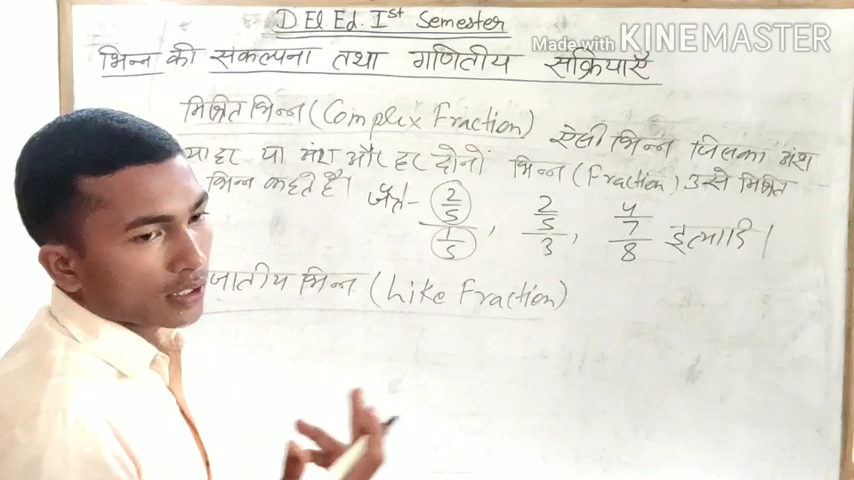 D.El.Ed. Ist Semester
Made with KINEMASTER
भिन्न की संकल्पना तथा गणितीय संक्रियाएँ
मिश्रित भिन्न (Complex Fraction) ऐसी भिन्न जिसका अंश
या हर या अंश और हर दोनों भिन्न (Fraction) उसे मिश्रित
भिन्न कहते है। जैसे- (2/5)/(1/5), (2/5)/3, (4/7)/8 इत्यादि।
जातीय भिन्न (Like Fraction)